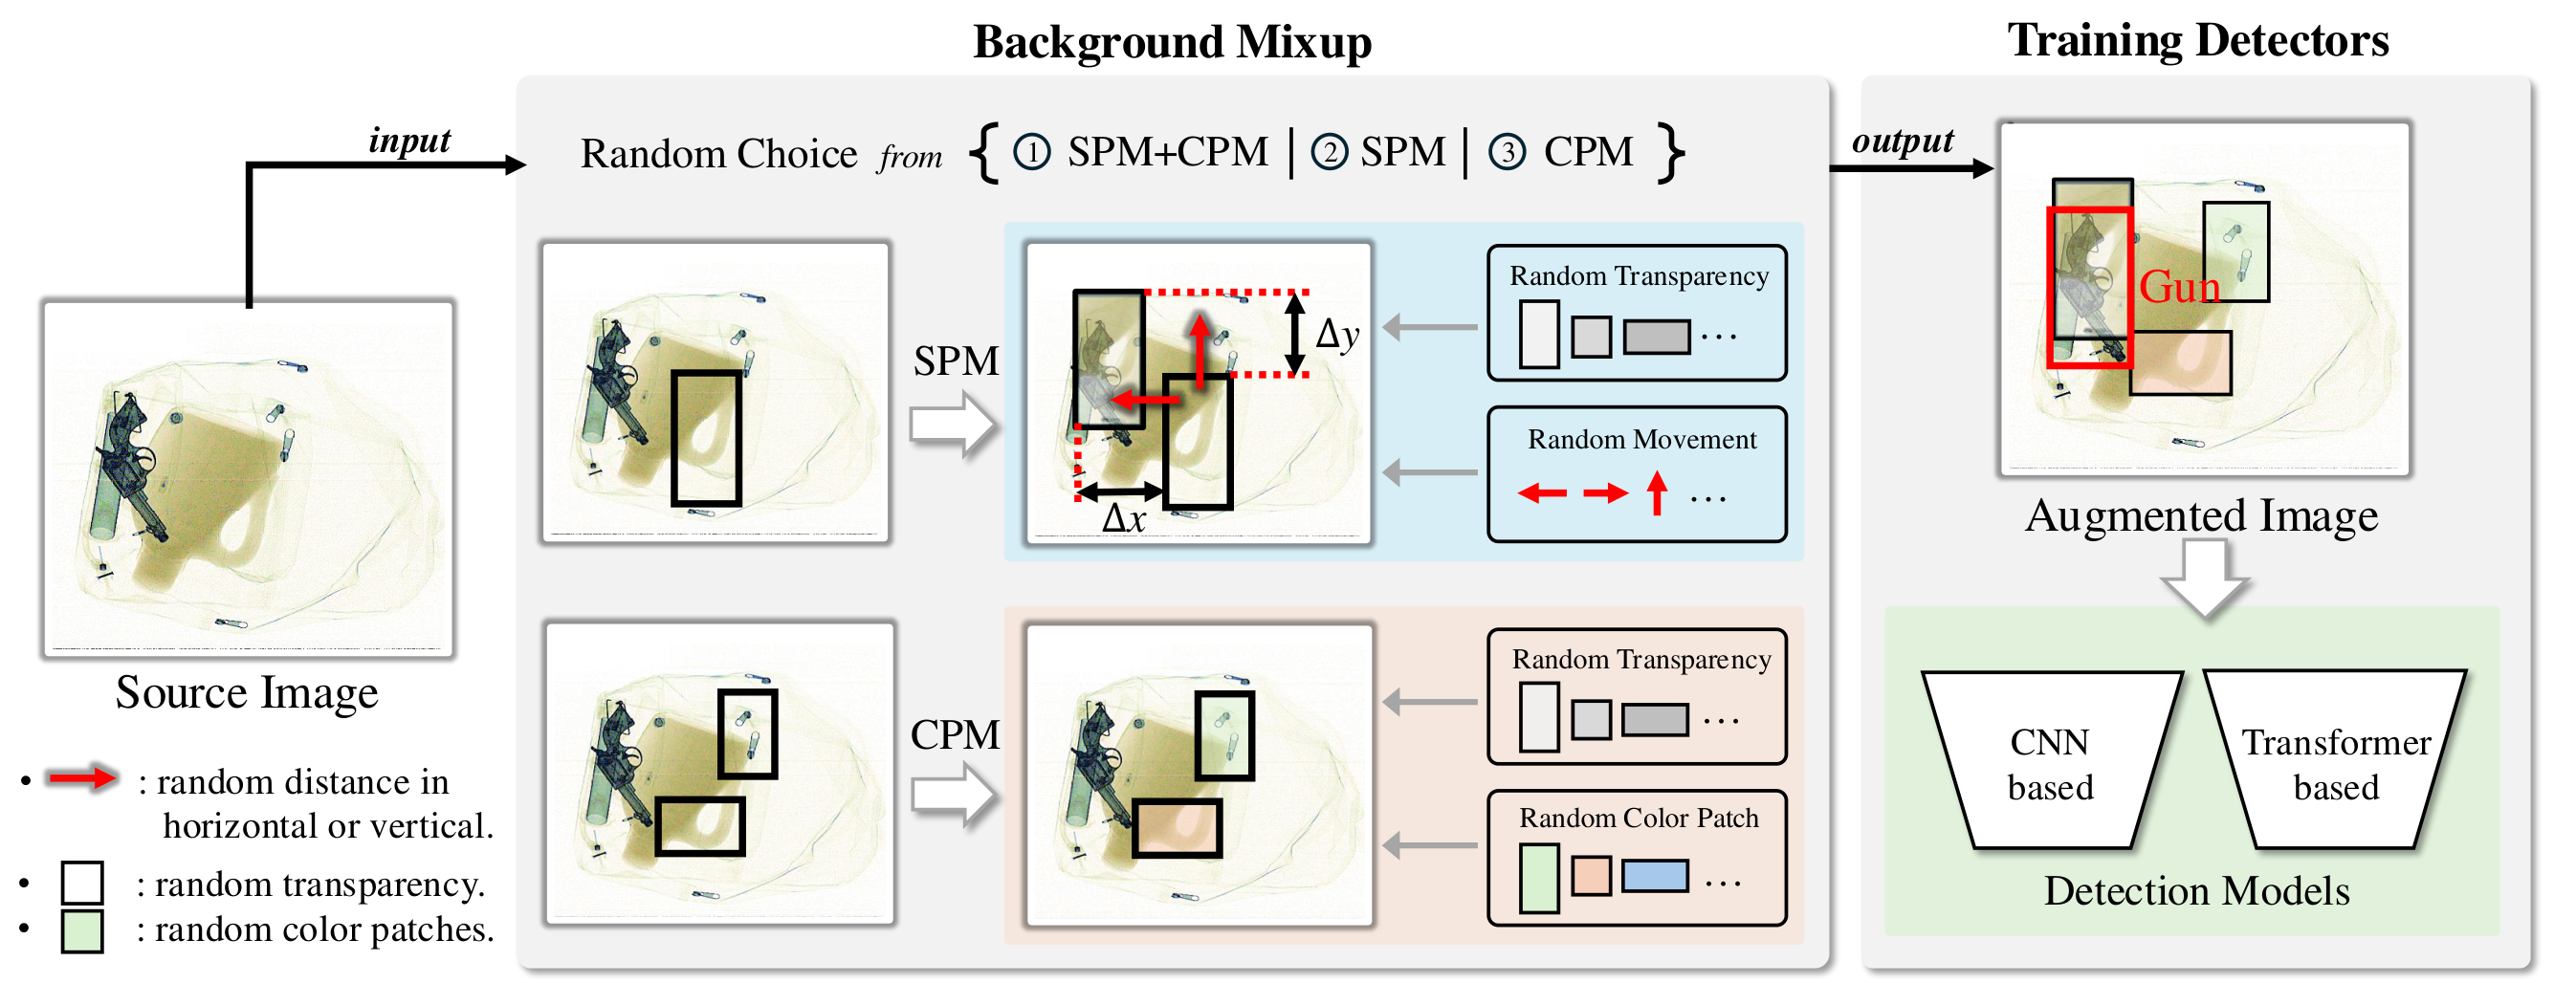 Background Mixup
Training Detectors
input
Random Choice from { ① SPM+CPM | ② SPM | ③ CPM }
output
SPM
Δy
Δx
Random Transparency
...
Random Movement
...
CPM
Random Transparency
...
Random Color Patch
...
Source Image
• : random distance in
horizontal or vertical.
• : random transparency.
• : random color patches.
Gun
Augmented Image
CNN
based
Transformer
based
Detection Models